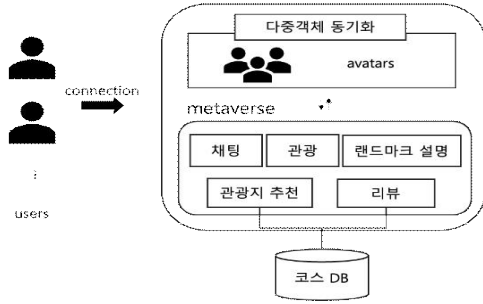 다중객체 동기화
avatars
connection
metaverse
채팅
관광
랜드마크 설명
관광지 추천
리뷰
users
코스 DB